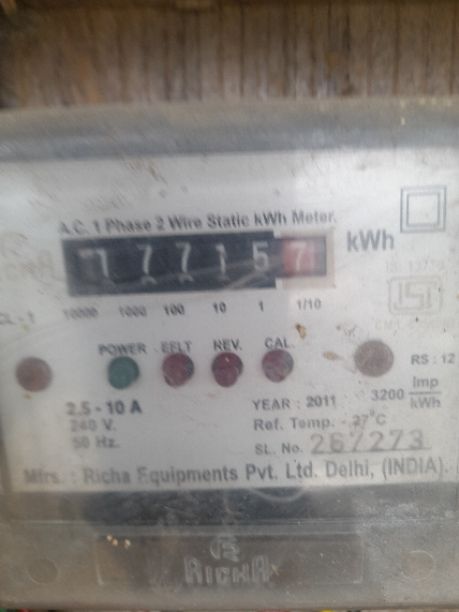 A.C. 1 Phase 2 Wire Static kWh Meter.
777157 kWh
10000 1000 100 10 1 1/10
POWER EELT REV. CAL.
RS : 12
2.5 - 10 A
YEAR : 2011
3200 Imp/kWh
240 V.
Ref. Temp. - 27°C
50 Hz.
SL. No. 267273
Mfrs. : Richa Equipments Pvt. Ltd. Delhi, (INDIA).
RICHA